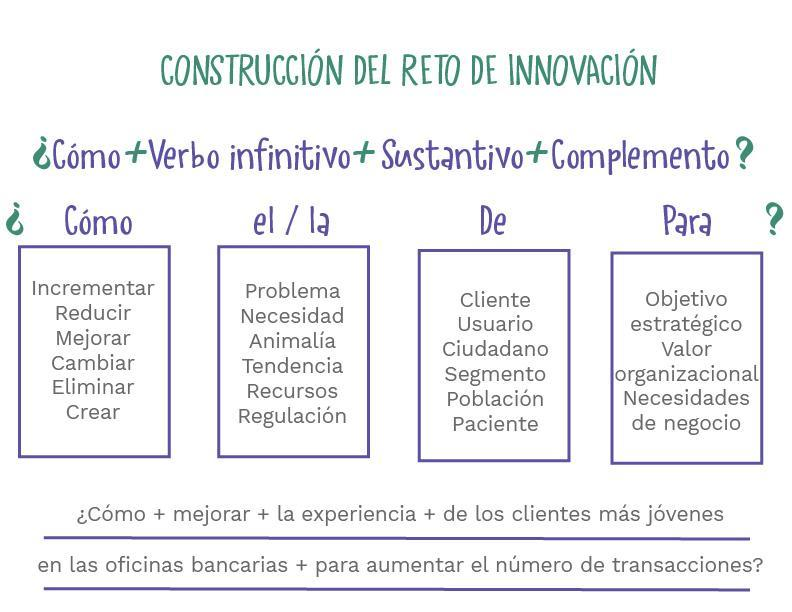 CONSTRUCCIÓN DEL RETO DE INNOVACIÓN
¿Cómo+Verbo infinitivo+Sustantivo+Complemento?
¿ Cómo el / la De Para ?
Incrementar
Reducir
Mejorar
Cambiar
Eliminar
Crear
Problema
Necesidad
Animalía
Tendencia
Recursos
Regulación
Cliente
Usuario
Ciudadano
Segmento
Población
Paciente
Objetivo
estratégico
Valor
organizacional
Necesidades
de negocio
¿Cómo + mejorar + la experiencia + de los clientes más jóvenes
en las oficinas bancarias + para aumentar el número de transacciones?